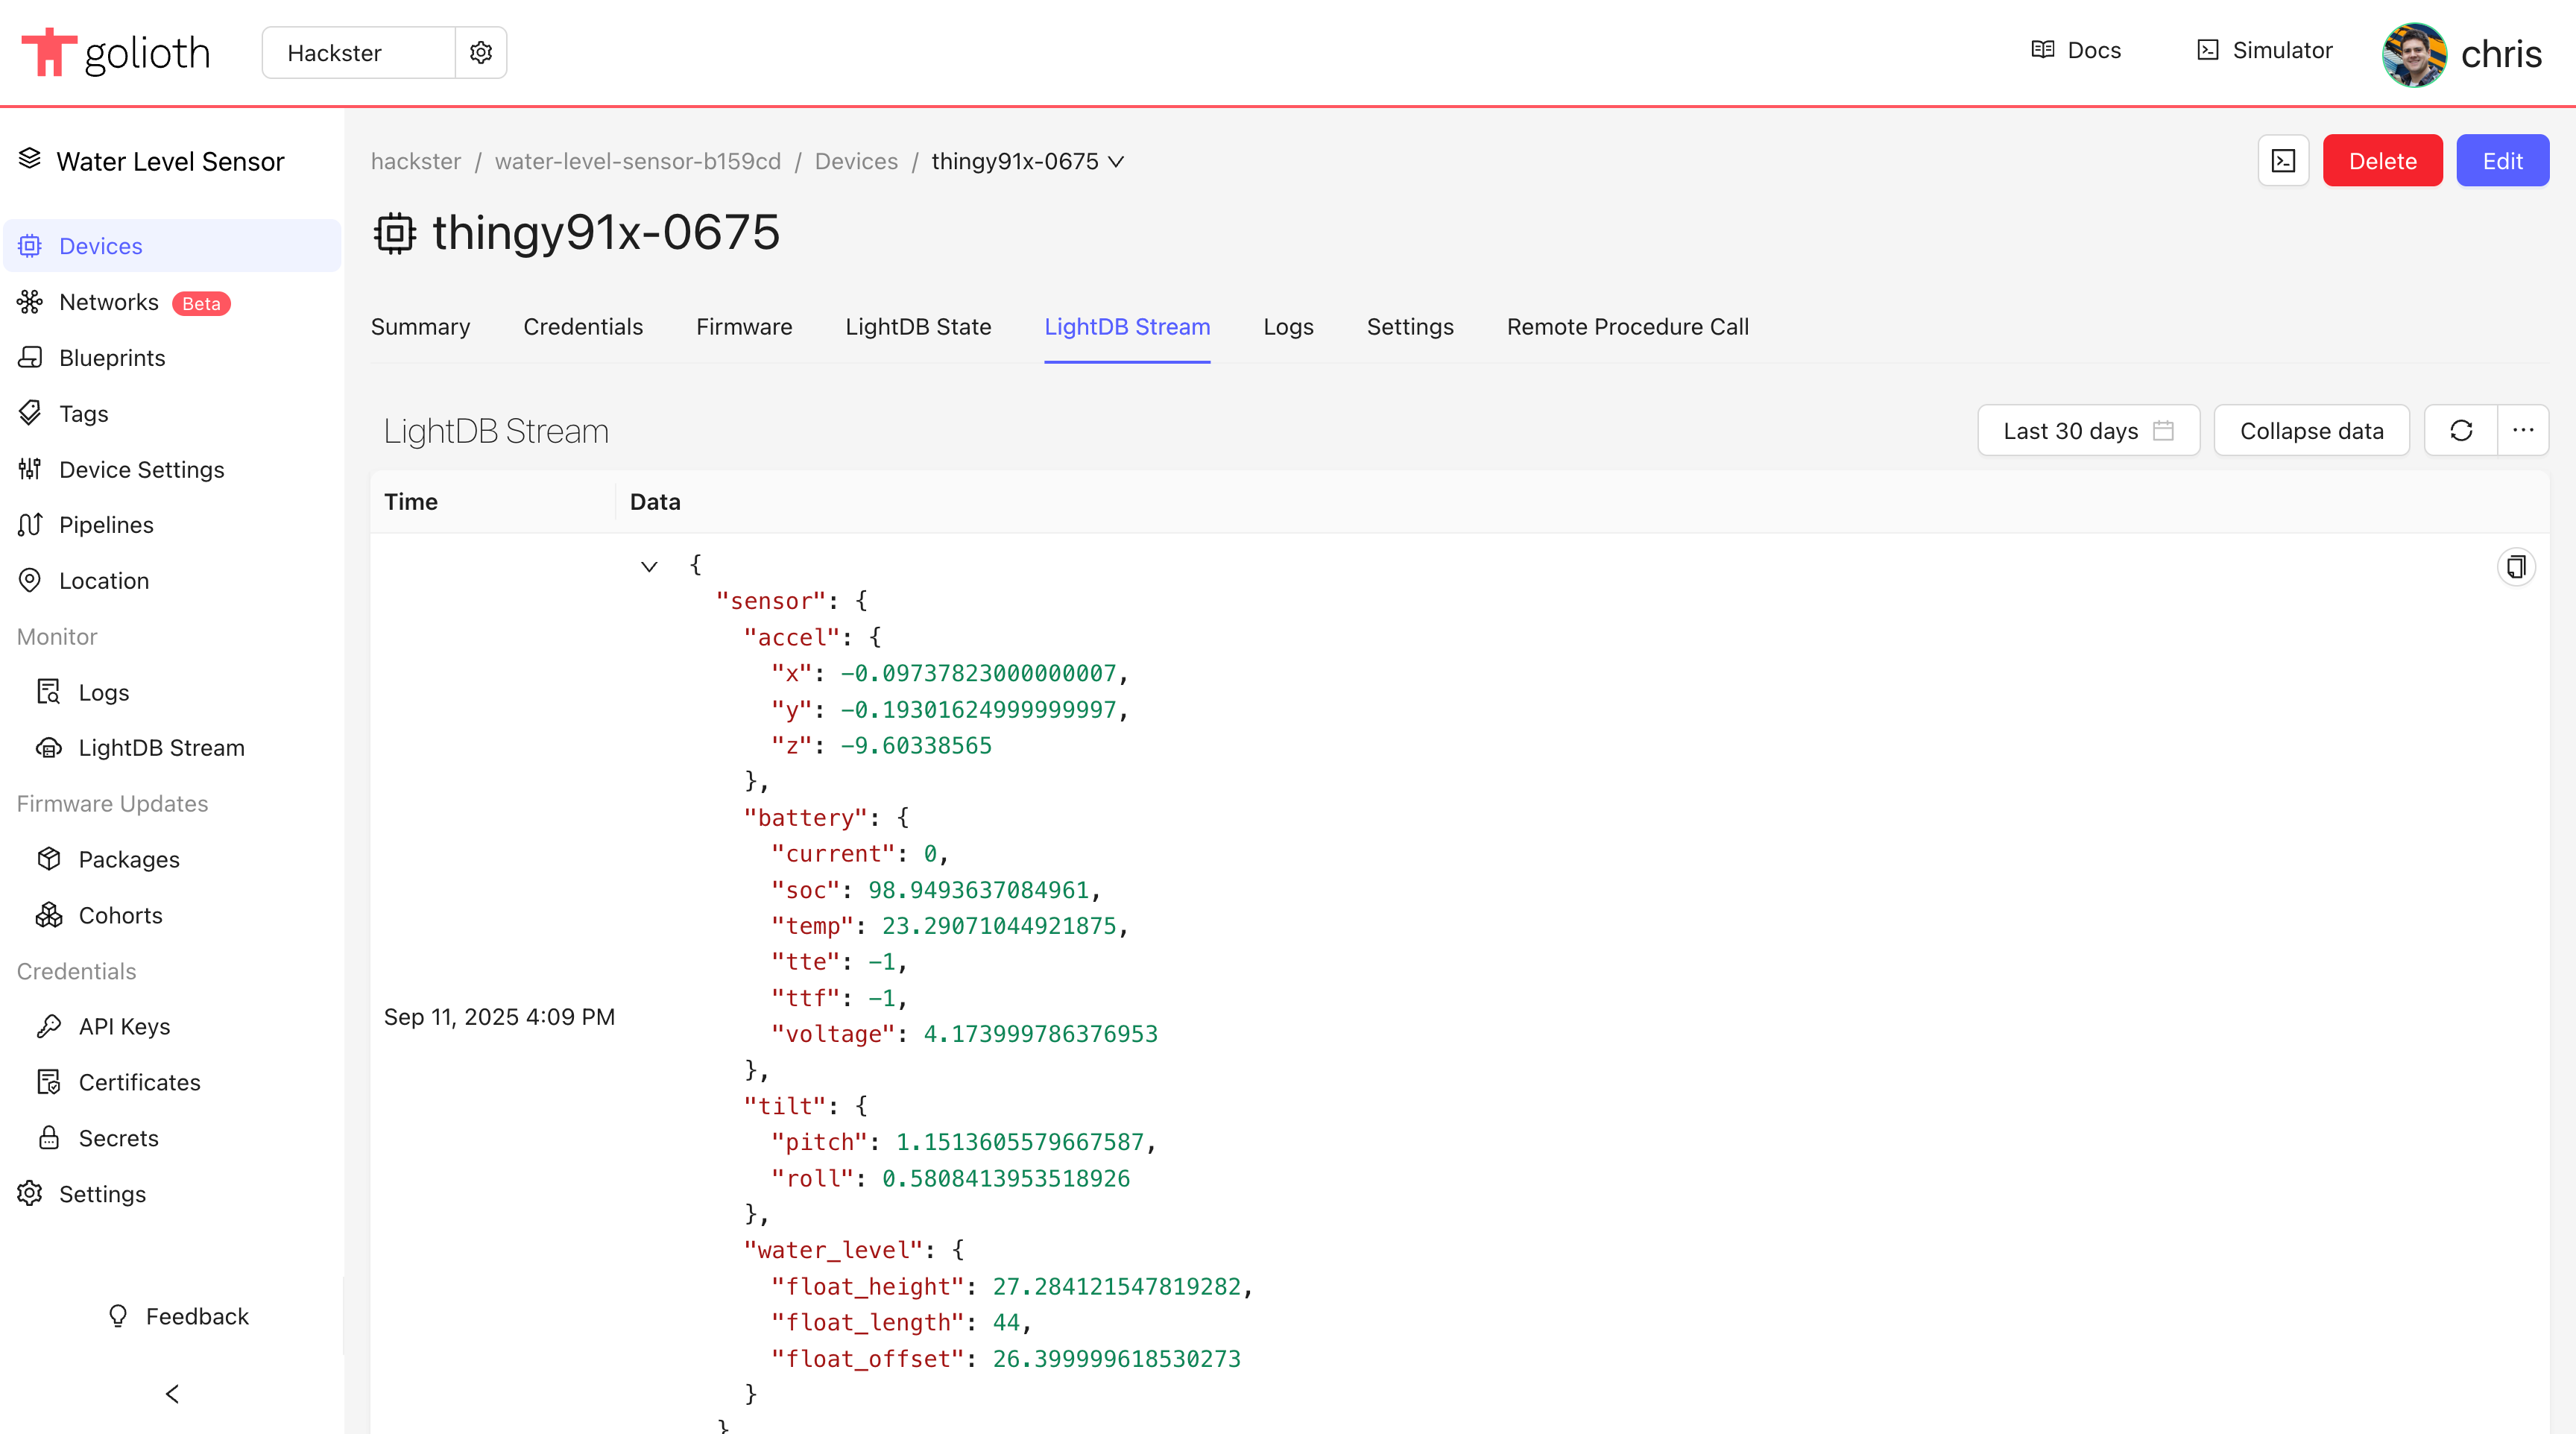 golioth
Hackster
Docs
Simulator
chris
Water Level Sensor
Devices
Networks Beta
Blueprints
Tags
Device Settings
Pipelines
Location
Monitor
Logs
LightDB Stream
Firmware Updates
Packages
Cohorts
Credentials
API Keys
Certificates
Secrets
Settings
Feedback
hackster / water-level-sensor-b159cd / Devices / thingy91x-0675
Delete
Edit
thingy91x-0675
Summary
Credentials
Firmware
LightDB State
LightDB Stream
Logs
Settings
Remote Procedure Call
LightDB Stream
Last 30 days
Collapse data
Time
Data
Sep 11, 2025 4:09 PM
{
"sensor": {
"accel": {
"x": -0.09737823000000007,
"y": -0.19301624999999997,
"z": -9.60338565
},
"battery": {
"current": 0,
"soc": 98.9493637084961,
"temp": 23.29071044921875,
"tte": -1,
"ttf": -1,
"voltage": 4.173999786376953
},
"tilt": {
"pitch": 1.1513605579667587,
"roll": 0.5808413953518926
},
"water_level": {
"float_height": 27.284121547819282,
"float_length": 44,
"float_offset": 26.399999618530273
}
}